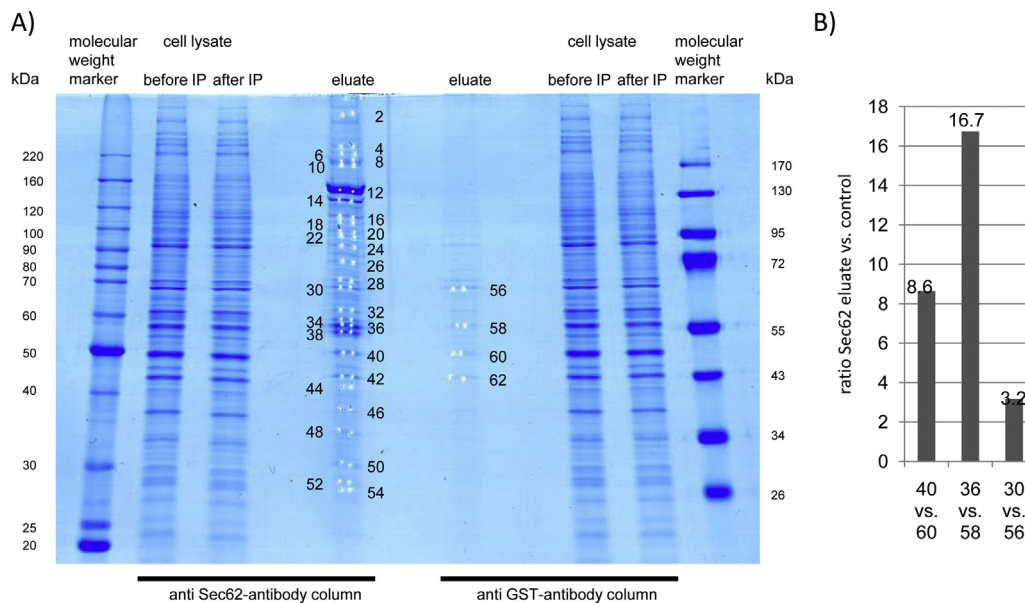 A)
B)
molecular
weight
marker
cell lysate
before IP
after IP
eluate
eluate
cell lysate
before IP
after IP
molecular
weight
marker
kDa
kDa
220
160
120
100
90
80
70
60
50
40
30
25
20
2
4
6
8
10
12
14
16
18
20
22
24
26
28
30
32
34
36
38
40
42
44
46
48
50
52
54
56
58
60
62
170
130
95
72
55
43
34
26
anti Sec62-antibody column
anti GST-antibody column
ratio Sec62 eluate vs. control
18
16
14
12
10
8
6
4
2
0
8.6
16.7
3.2
40
vs.
60
36
vs.
58
30
vs.
56